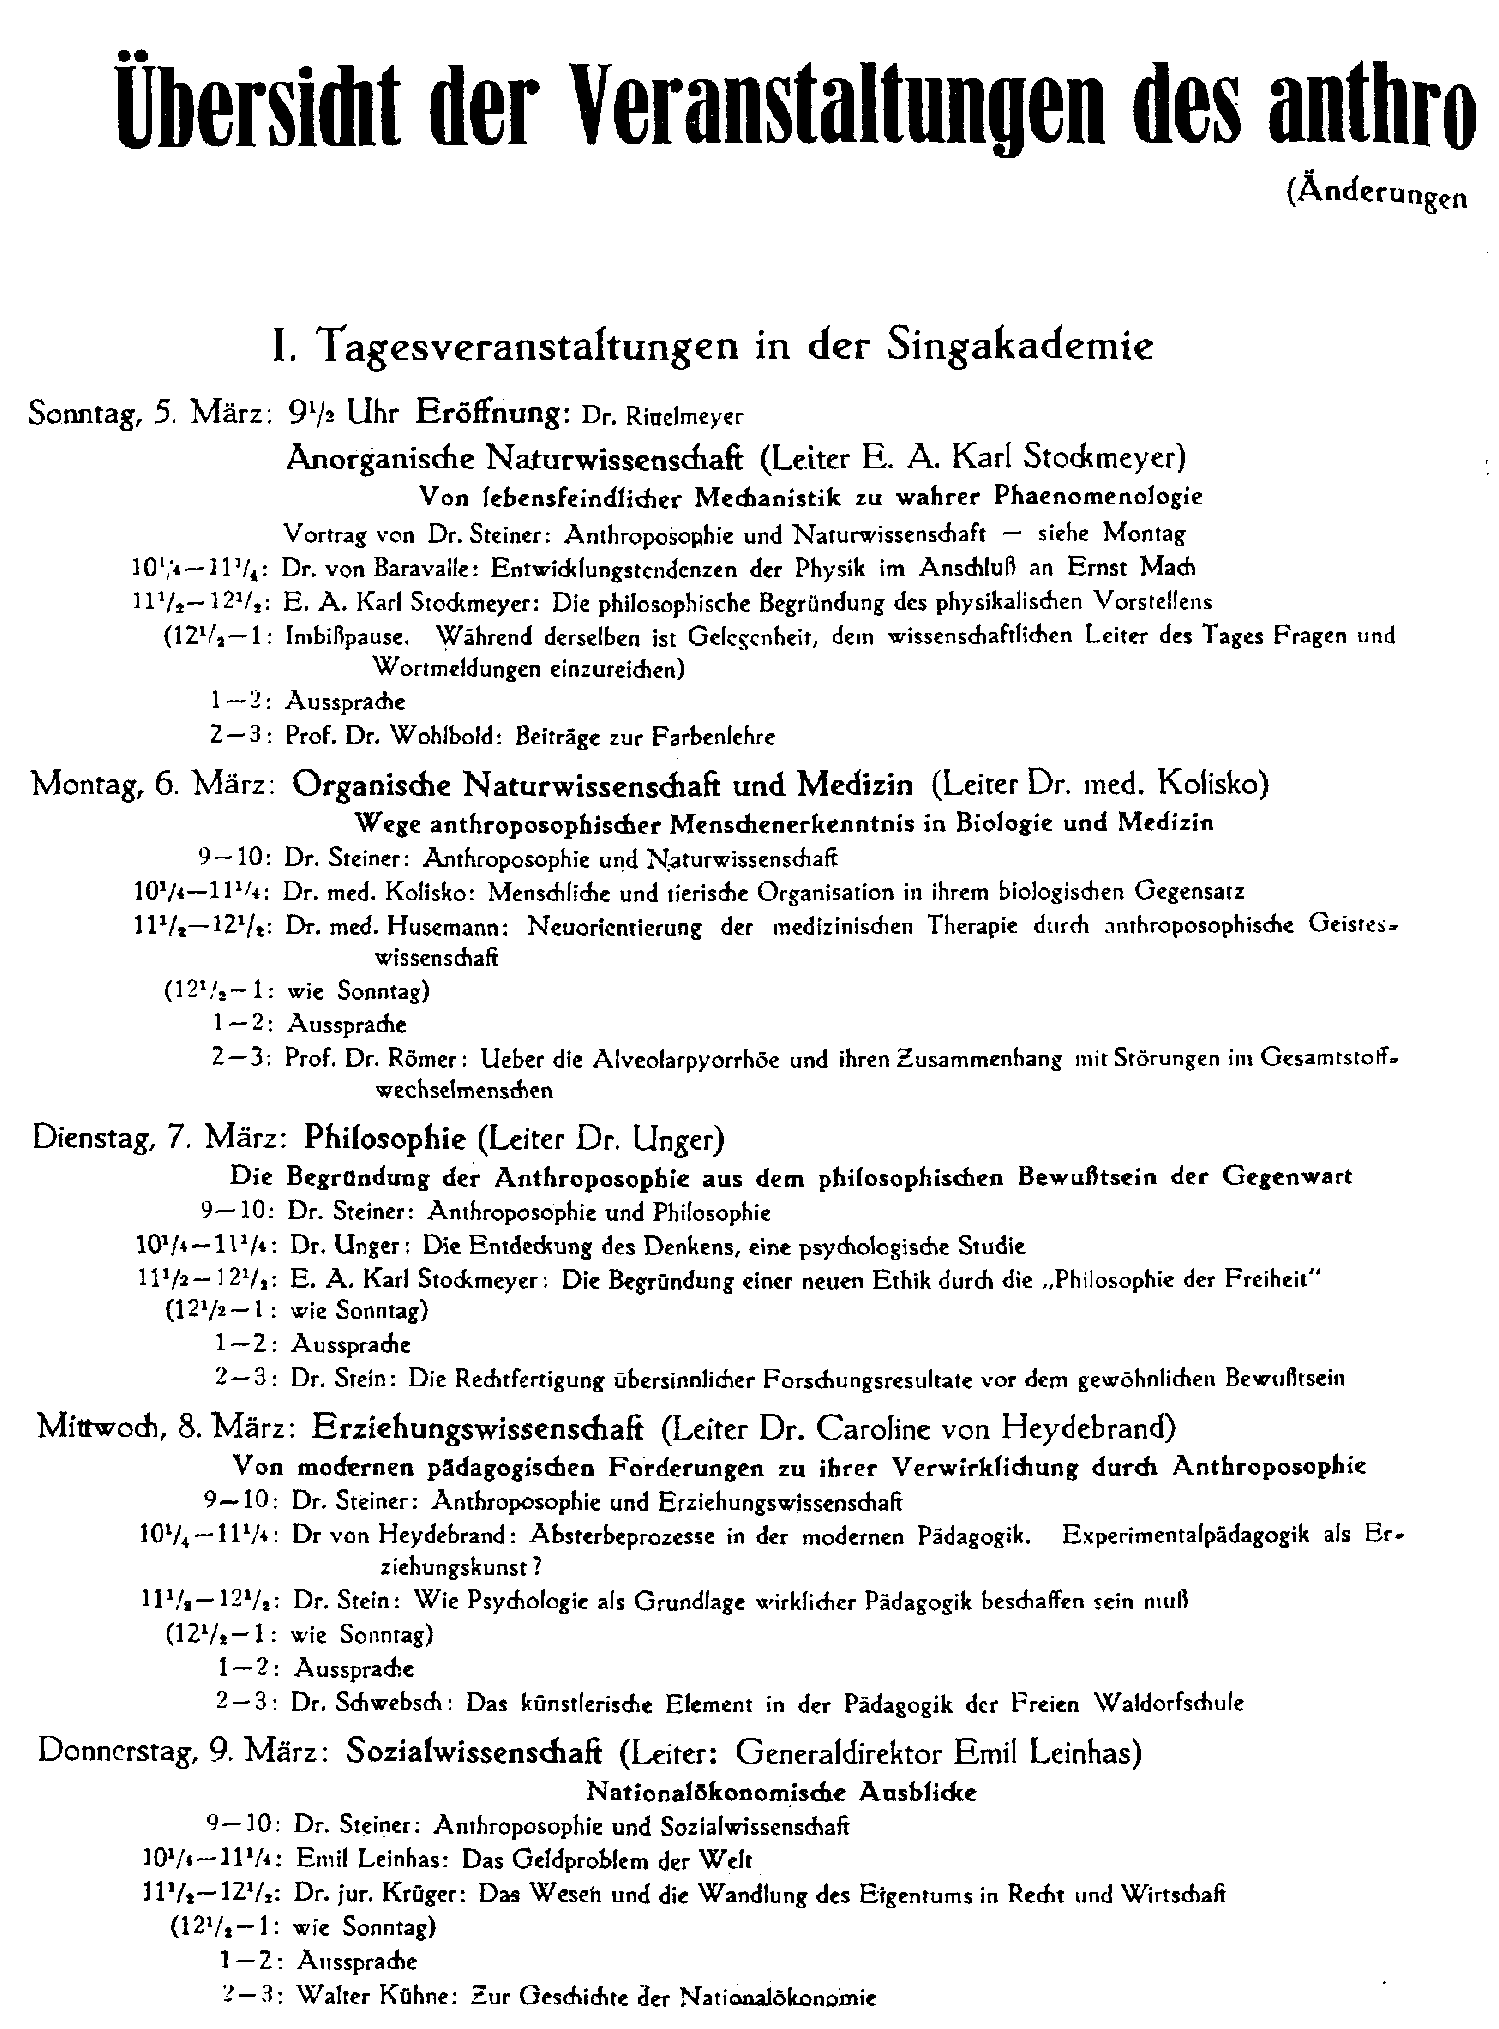 Übersicht der Veranstaltungen des anthro
(Änderungen
I. Tagesveranstaltungen in der Singakademie
Sonntag, 5. März: 9¹/₂ Uhr Eröffnung: Dr. Rittelmeyer
Anorganische Naturwissenschaft (Leiter E. A. Karl Stockmeyer)
Von lebensfeindlicher Mechanistik zu wahrer Phaenomenologie
Vortrag von Dr. Steiner: Anthroposophie und Naturwissenschaft — siehe Montag
10¹/₄—11¹/₄: Dr. von Baravalle: Entwicklungstendenzen der Physik im Anschluß an Ernst Mach
11¹/₂—12¹/₂: E. A. Karl Stockmeyer: Die philosophische Begründung des physikalischen Vorstellens
(12¹/₂—1: Imbißpause. Während derselben ist Gelegenheit, dem wissenschaftlichen Leiter des Tages Fragen und
Wortmeldungen einzureichen)
1—2: Aussprache
2—3: Prof. Dr. Wohlbold: Beiträge zur Farbenlehre
Montag, 6. März: Organische Naturwissenschaft und Medizin (Leiter Dr. med. Kolisko)
Wege anthroposophischer Menschenerkenntnis in Biologie und Medizin
9—10: Dr. Steiner: Anthroposophie und Naturwissenschaft
10¹/₄—11¹/₄: Dr. med. Kolisko: Menschliche und tierische Organisation in ihrem biologischen Gegensatz
11¹/₂—12¹/₂: Dr. med. Husemann: Neuorientierung der medizinischen Therapie durch anthroposophische Geistes-
wissenschaft
(12¹/₂—1: wie Sonntag)
1—2: Aussprache
2—3: Prof. Dr. Römer: Ueber die Alveolarpyorrhöe und ihren Zusammenhang mit Störungen im Gesamtstoff-
wechselmenschen
Dienstag, 7. März: Philosophie (Leiter Dr. Unger)
Die Begründung der Anthroposophie aus dem philosophischen Bewußtsein der Gegenwart
9—10: Dr. Steiner: Anthroposophie und Philosophie
10¹/₄—11¹/₄: Dr. Unger: Die Entdeckung des Denkens, eine psychologische Studie
11¹/₂—12¹/₂: E. A. Karl Stockmeyer: Die Begründung einer neuen Ethik durch die „Philosophie der Freiheit“
(12¹/₂—1: wie Sonntag)
1—2: Aussprache
2—3: Dr. Stein: Die Rechtfertigung übersinnlicher Forschungsresultate vor dem gewöhnlichen Bewußtsein
Mittwoch, 8. März: Erziehungswissenschaft (Leiter Dr. Caroline von Heydebrand)
Von modernen pädagogischen Forderungen zu ihrer Verwirklichung durch Anthroposophie
9—10: Dr. Steiner: Anthroposophie und Erziehungswissenschaft
10¹/₄—11¹/₄: Dr von Heydebrand: Absterbeprozesse in der modernen Pädagogik. Experimentalpädagogik als Er-
ziehungskunst?
11¹/₂—12¹/₂: Dr. Stein: Wie Psychologie als Grundlage wirklicher Pädagogik beschaffen sein muß
(12¹/₂—1: wie Sonntag)
1—2: Aussprache
2—3: Dr. Schwebsch: Das künstlerische Element in der Pädagogik der Freien Waldorfschule
Donnerstag, 9. März: Sozialwissenschaft (Leiter: Generaldirektor Emil Leinhas)
Nationalökonomische Ausblicke
9—10: Dr. Steiner: Anthroposophie und Sozialwissenschaft
10¹/₄—11¹/₄: Emil Leinhas: Das Geldproblem der Welt
11¹/₂—12¹/₂: Dr. jur. Krüger: Das Wesen und die Wandlung des Eigentums in Recht und Wirtschaft
(12¹/₂—1: wie Sonntag)
1—2: Aussprache
2—3: Walter Kühne: Zur Geschichte der Nationalökonomie